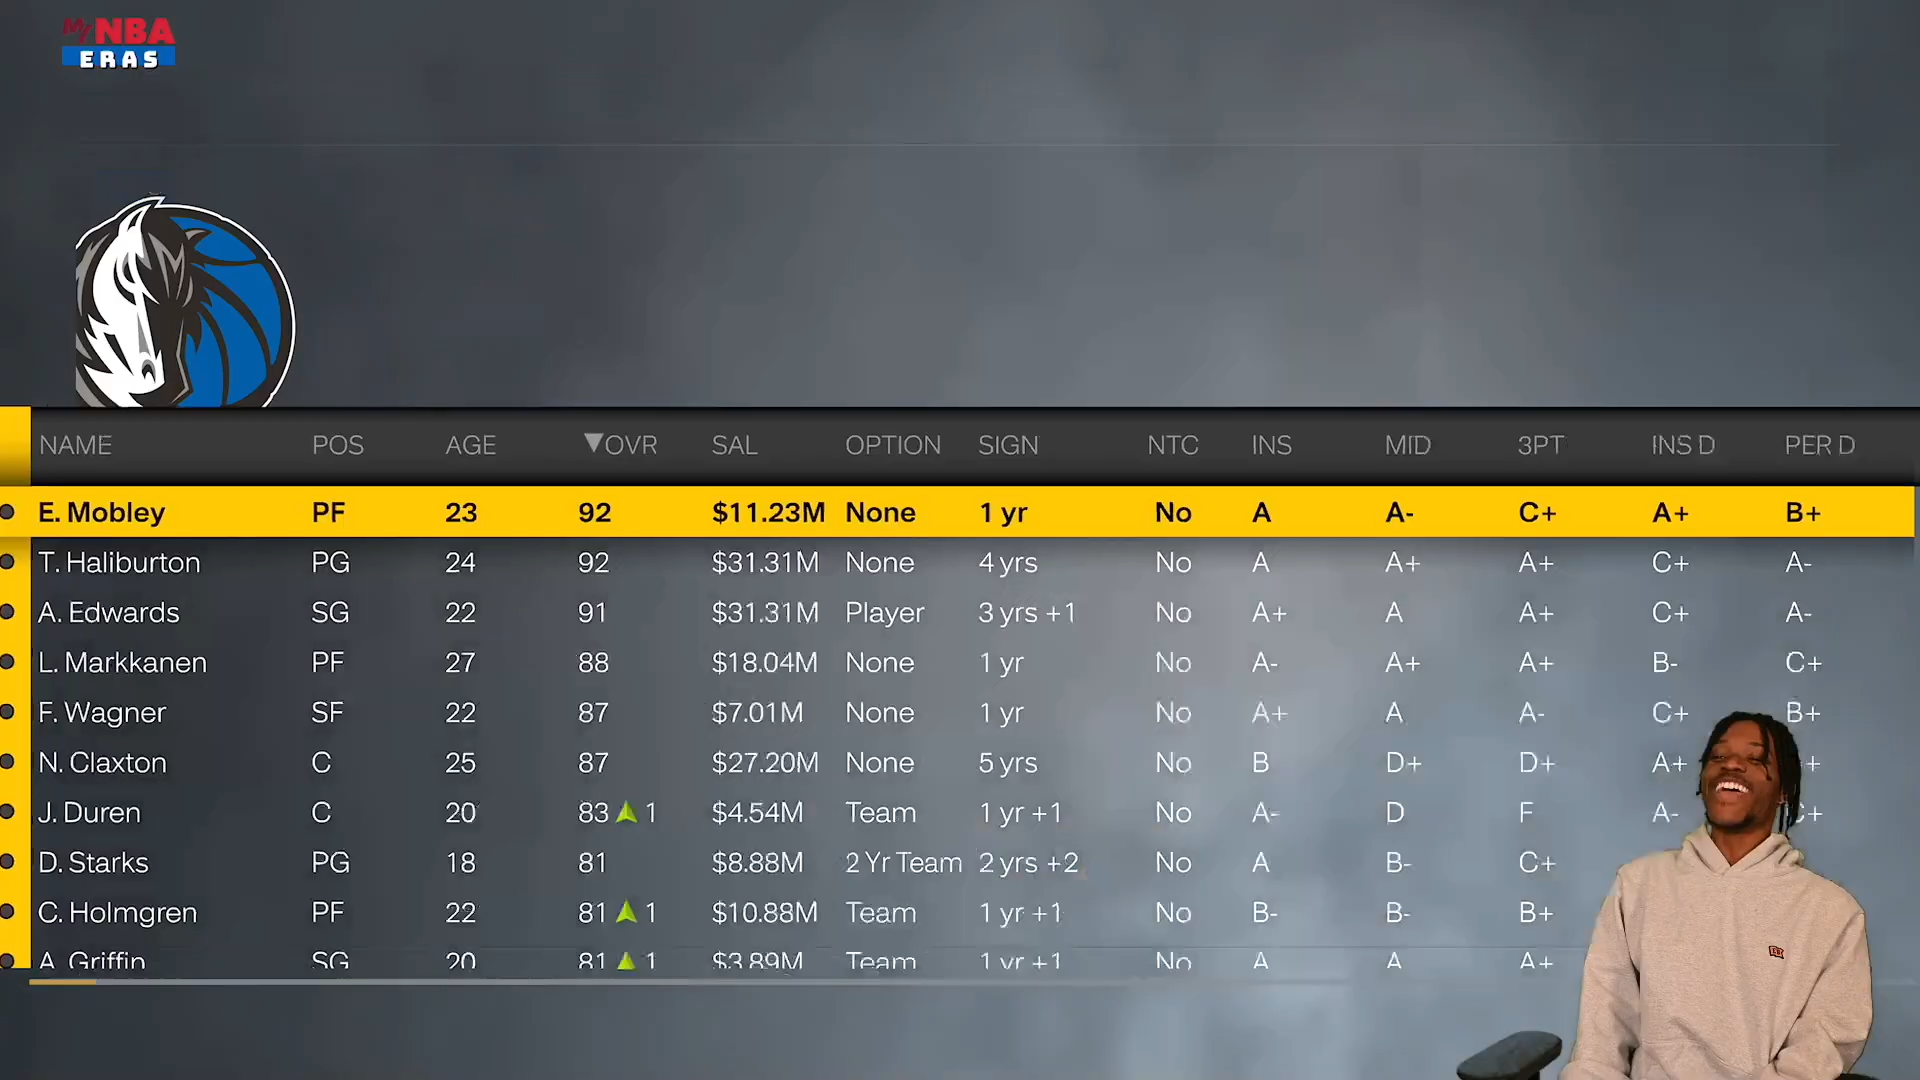 My NBA
ERAS
NAME POS AGE ▼OVR SAL OPTION SIGN NTC INS MID 3PT INS D PER D
E. Mobley PF 23 92 $11.23M None 1 yr No A A- C+ A+ B+
T. Haliburton PG 24 92 $31.31M None 4 yrs No A A+ A+ C+ A-
A. Edwards SG 22 91 $31.31M Player 3 yrs +1 No A+ A A+ C+ A-
L. Markkanen PF 27 88 $18.04M None 1 yr No A- A+ A+ B- C+
F. Wagner SF 22 87 $7.01M None 1 yr No A+ A A- C+ B+
N. Claxton C 25 87 $27.20M None 5 yrs No B D+ D+ A+
J. Duren C 20 83 ▲ 1 $4.54M Team 1 yr +1 No A- D F A- C+
D. Starks PG 18 81 $8.88M 2 Yr Team 2 yrs +2 No A B- C+
C. Holmgren PF 22 81 ▲ 1 $10.88M Team 1 yr +1 No B- B- B+
A. Griffin SG 20 81 ▲ 1 $3.89M Team 1 yr +1 No A A A+